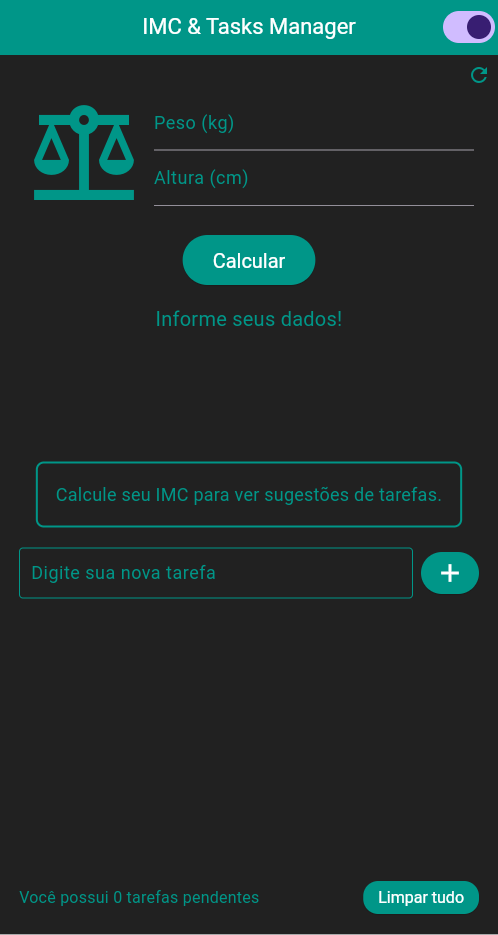 IMC & Tasks Manager
Peso (kg)
Altura (cm)
Calcular
Informe seus dados!
Calcule seu IMC para ver sugestões de tarefas.
Digite sua nova tarefa
Você possui 0 tarefas pendentes
Limpar tudo